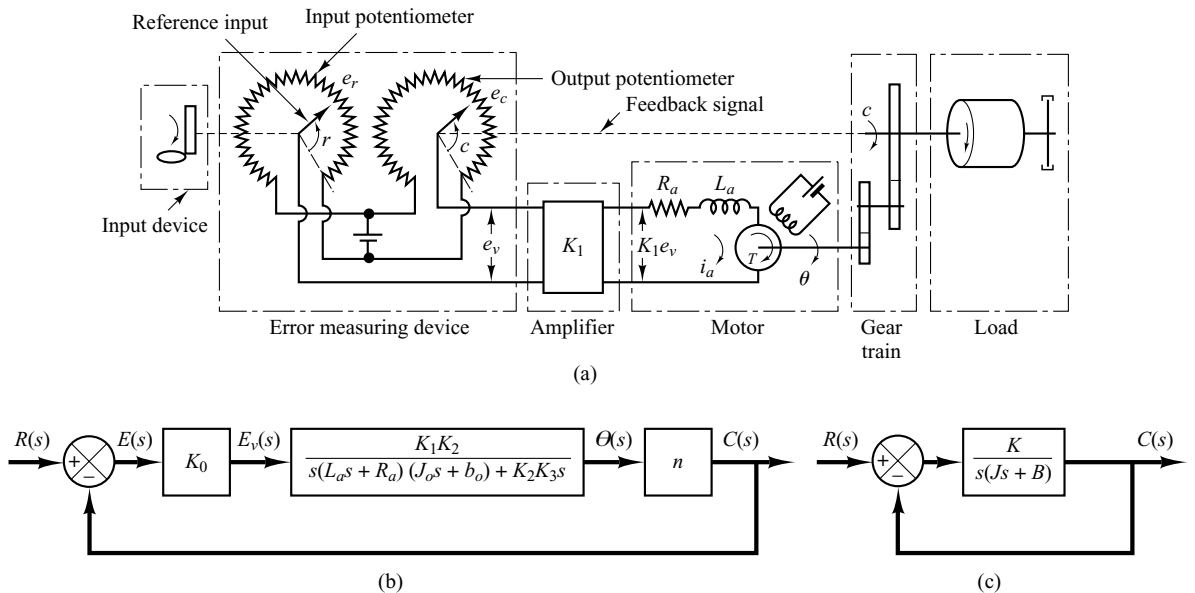 Reference input
Input potentiometer
e_r
Output potentiometer
e_c
Feedback signal
r
c
c
Input device
R_a
L_a
e_v
K_1
K_1e_v
i_a
T
θ
Error measuring device
Amplifier
Motor
Gear
train
Load
(a)
R(s)
+
−
E(s)
K_0
E_v(s)
K_1K_2
s(L_as + R_a) (J_os + b_o) + K_2K_3s
Θ(s)
n
C(s)
(b)
R(s)
+
−
K
s(Js + B)
C(s)
(c)